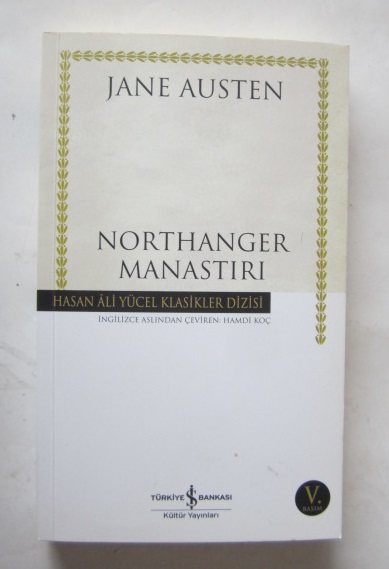 JANE AUSTEN
NORTHANGER
MANASTIRI
HASAN ÂLİ YÜCEL KLASİKLER DİZİSİ
İNGİLİZCE ASLINDAN ÇEVİREN: HAMDİ KOÇ
TÜRKİYE İŞ BANKASI
Kültür Yayınları
V.
BASIM